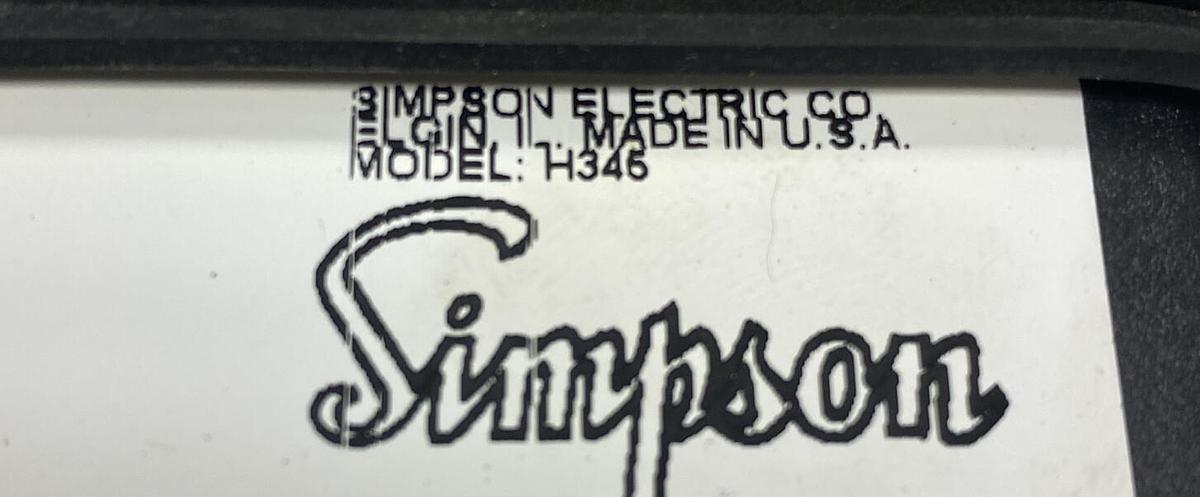 SIMPSON ELECTRIC CO.
ELGIN, IL. MADE IN U.S.A.
MODEL: H346
Simpson